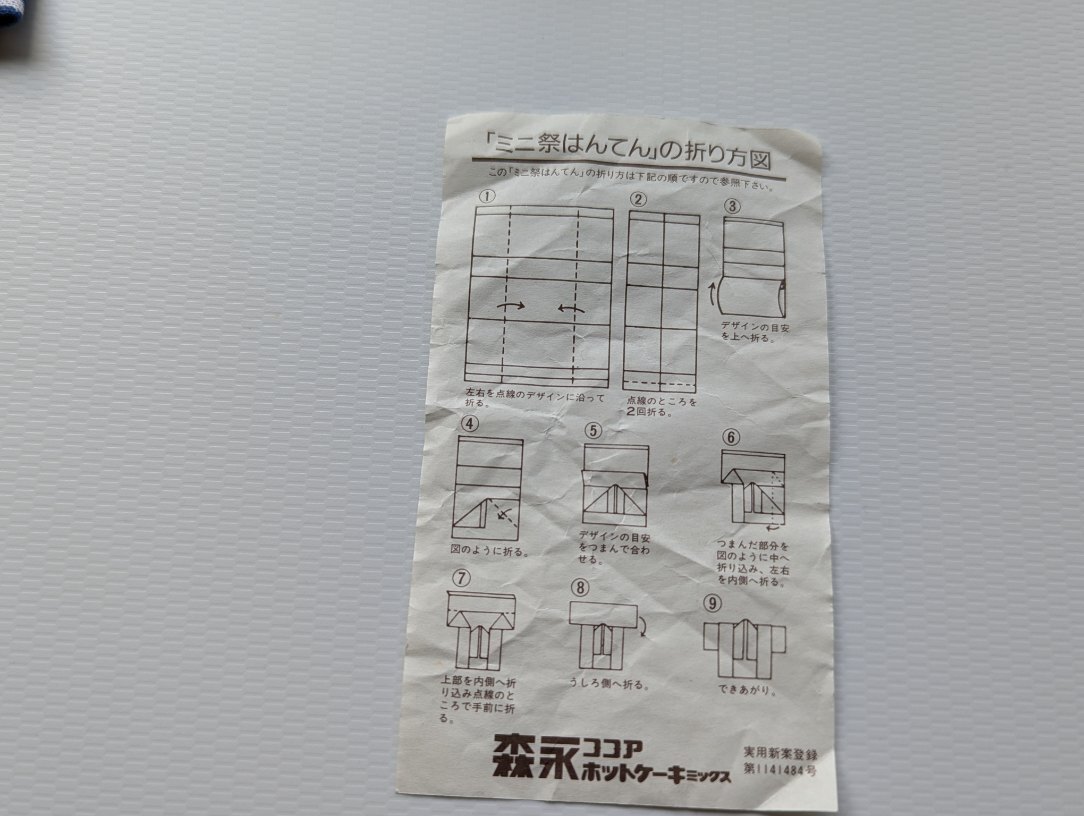 「ミニ祭はんてん」の折り方図
この「ミニ祭はんてん」の折り方は下記の順ですので参照下さい。
①
左右を点線のデザインに沿って
折る。
②
点線のところを
2回折る。
③
デザインの目安
を上へ折る。
④
図のように折る。
⑤
デザインの目安
をつまんで合わ
せる。
⑥
つまんだ部分を
図のように中へ
折り込み、左右
を内側へ折る。
⑦
上部を内側へ折
り込み点線のと
ころで手前に折
る。
⑧
うしろ側へ折る。
⑨
できあがり。
森永ココア
ホットケーキミックス
実用新案登録
第1141484号